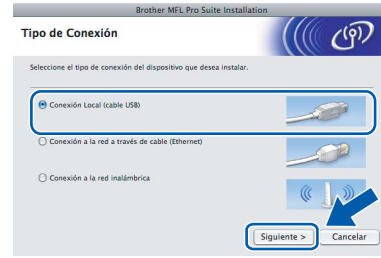 Brother MFL Pro Suite Installation
Tipo de Conexión
Seleccione el tipo de conexión del dispositivo que desea instalar.
Conexión Local (cable USB)
Conexión a la red a través de cable (Ethernet)
Conexión a la red inalámbrica
Siguiente >
Cancelar